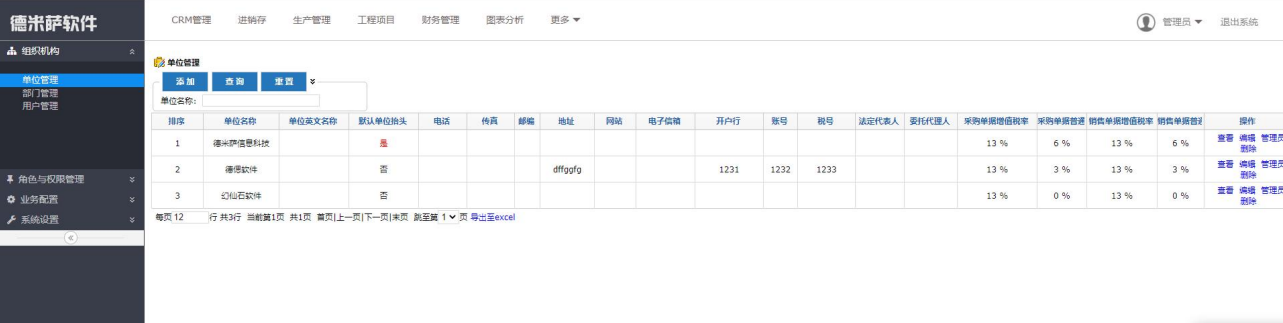 德米萨软件
CRM管理 进销存 生产管理 工程项目 财务管理 图表分析 更多 管理员 退出系统
组织机构
单位管理
部门管理
用户管理
角色与权限管理
业务配置
系统设置
单位管理
添加 查询 重置
单位名称:
排序 单位名称 单位英文名称 默认单位抬头 电话 传真 邮编 地址 网站 电子信箱 开户行 账号 税号 法定代表人 委托代理人 采购单据增值税率 采购单据普通 销售单据增值税率 销售单据普通 操作
1 德米萨信息科技 是 13 % 6 % 13 % 6 % 查看 编辑 管理员
删除
2 德偲软件 否 dffggfg 1231 1232 1233 13 % 3 % 13 % 3 % 查看 编辑 管理员
删除
3 幻仙石软件 否 13 % 0 % 13 % 0 % 查看 编辑 管理员
删除
每页 12 行 共3行 当前第1页 共1页 首页|上一页|下一页|末页 跳至第 1 页 导出至excel